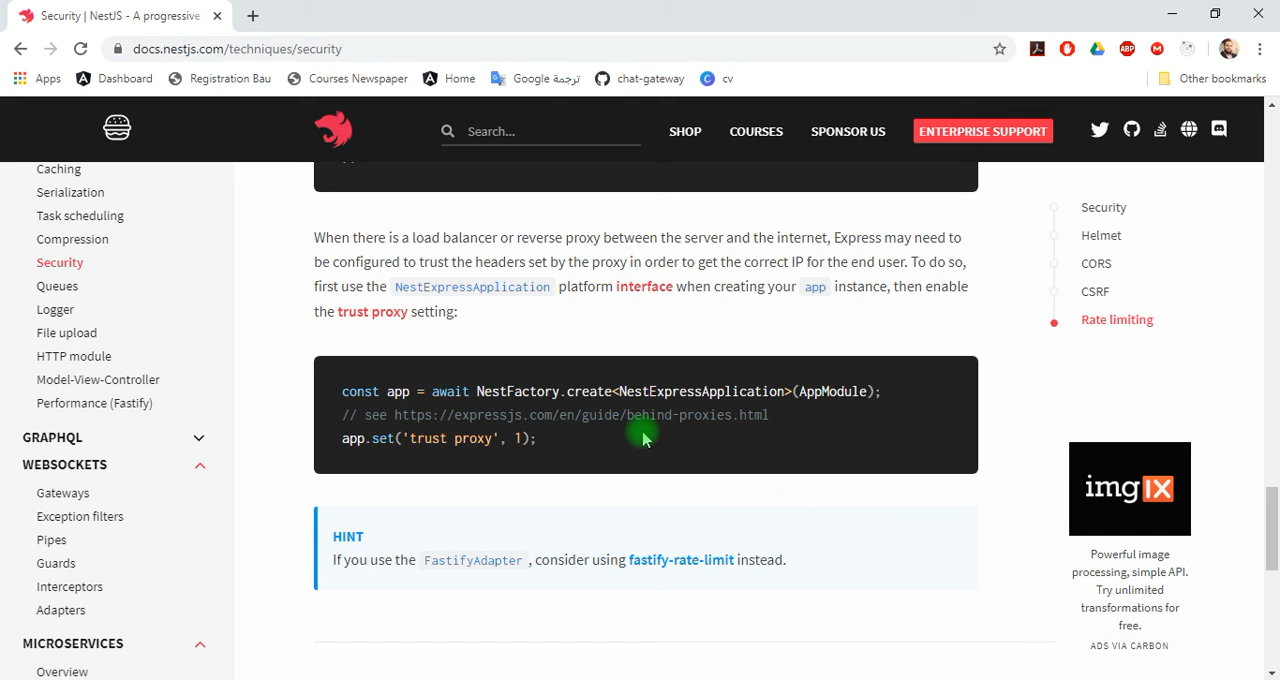 Security | NestJS - A progressive
docs.nestjs.com/techniques/security
ABP
M
Apps
Dashboard
Registration Bau
Courses Newspaper
Home
ترجمة Google
chat-gateway
C
cv
Other bookmarks
Search...
SHOP
COURSES
SPONSOR US
ENTERPRISE SUPPORT
Caching
Serialization
Task scheduling
Compression
Security
Queues
Logger
File upload
HTTP module
Model-View-Controller
Performance (Fastify)
GRAPHQL
WEBSOCKETS
Gateways
Exception filters
Pipes
Guards
Interceptors
Adapters
MICROSERVICES
Overview
When there is a load balancer or reverse proxy between the server and the internet, Express may need to
be configured to trust the headers set by the proxy in order to get the correct IP for the end user. To do so,
first use the NestExpressApplication platform interface when creating your app instance, then enable
the trust proxy setting:
const app = await NestFactory.create<NestExpressApplication>(AppModule);
// see https://expressjs.com/en/guide/behind-proxies.html
app.set('trust proxy', 1);
HINT
If you use the FastifyAdapter , consider using fastify-rate-limit instead.
Security
Helmet
CORS
CSRF
Rate limiting
imgIX
Powerful image
processing, simple API.
Try unlimited
transformations for
free.
ADS VIA CARBON